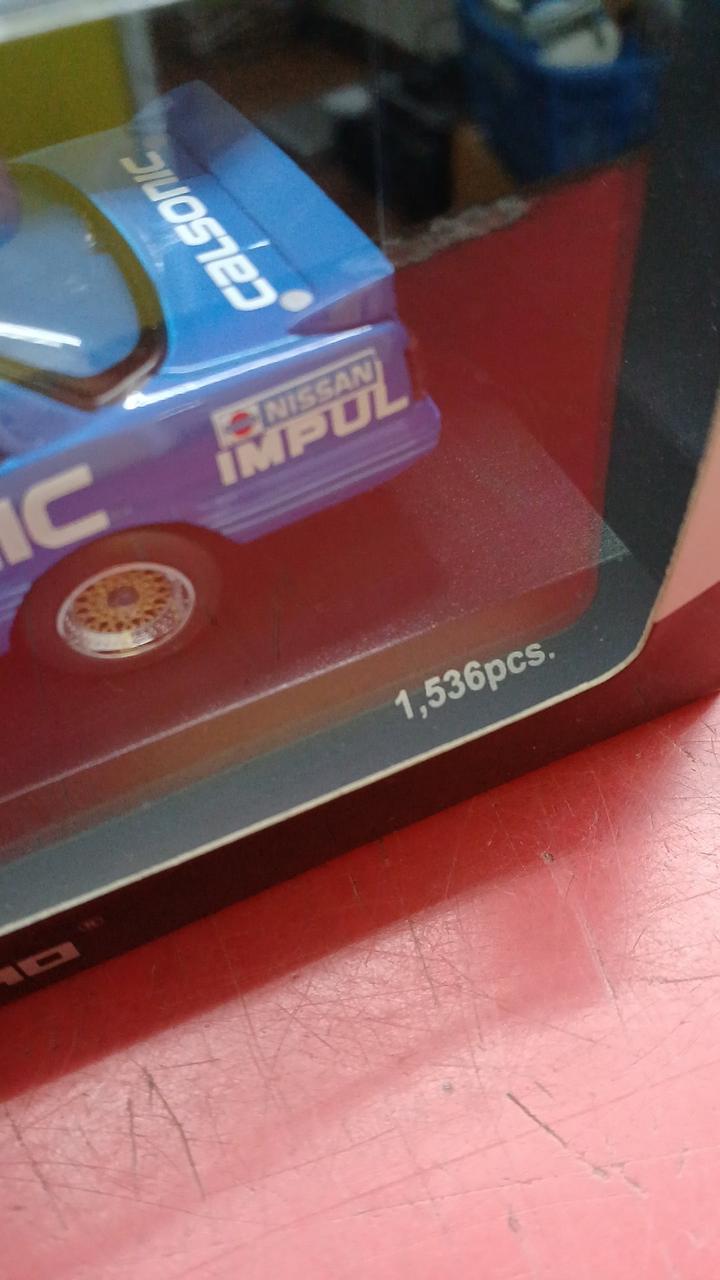 calsonic
NISSAN
IMPUL
IC
1,536pcs.